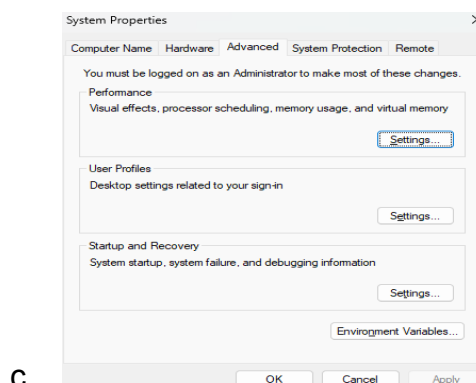 System Properties
Computer Name Hardware Advanced System Protection Remote
You must be logged on as an Administrator to make most of these changes.
Performance
Visual effects, processor scheduling, memory usage, and virtual memory
Settings...
User Profiles
Desktop settings related to your sign-in
Settings...
Startup and Recovery
System startup, system failure, and debugging information
Settings...
Environment Variables...
C OK Cancel Apply